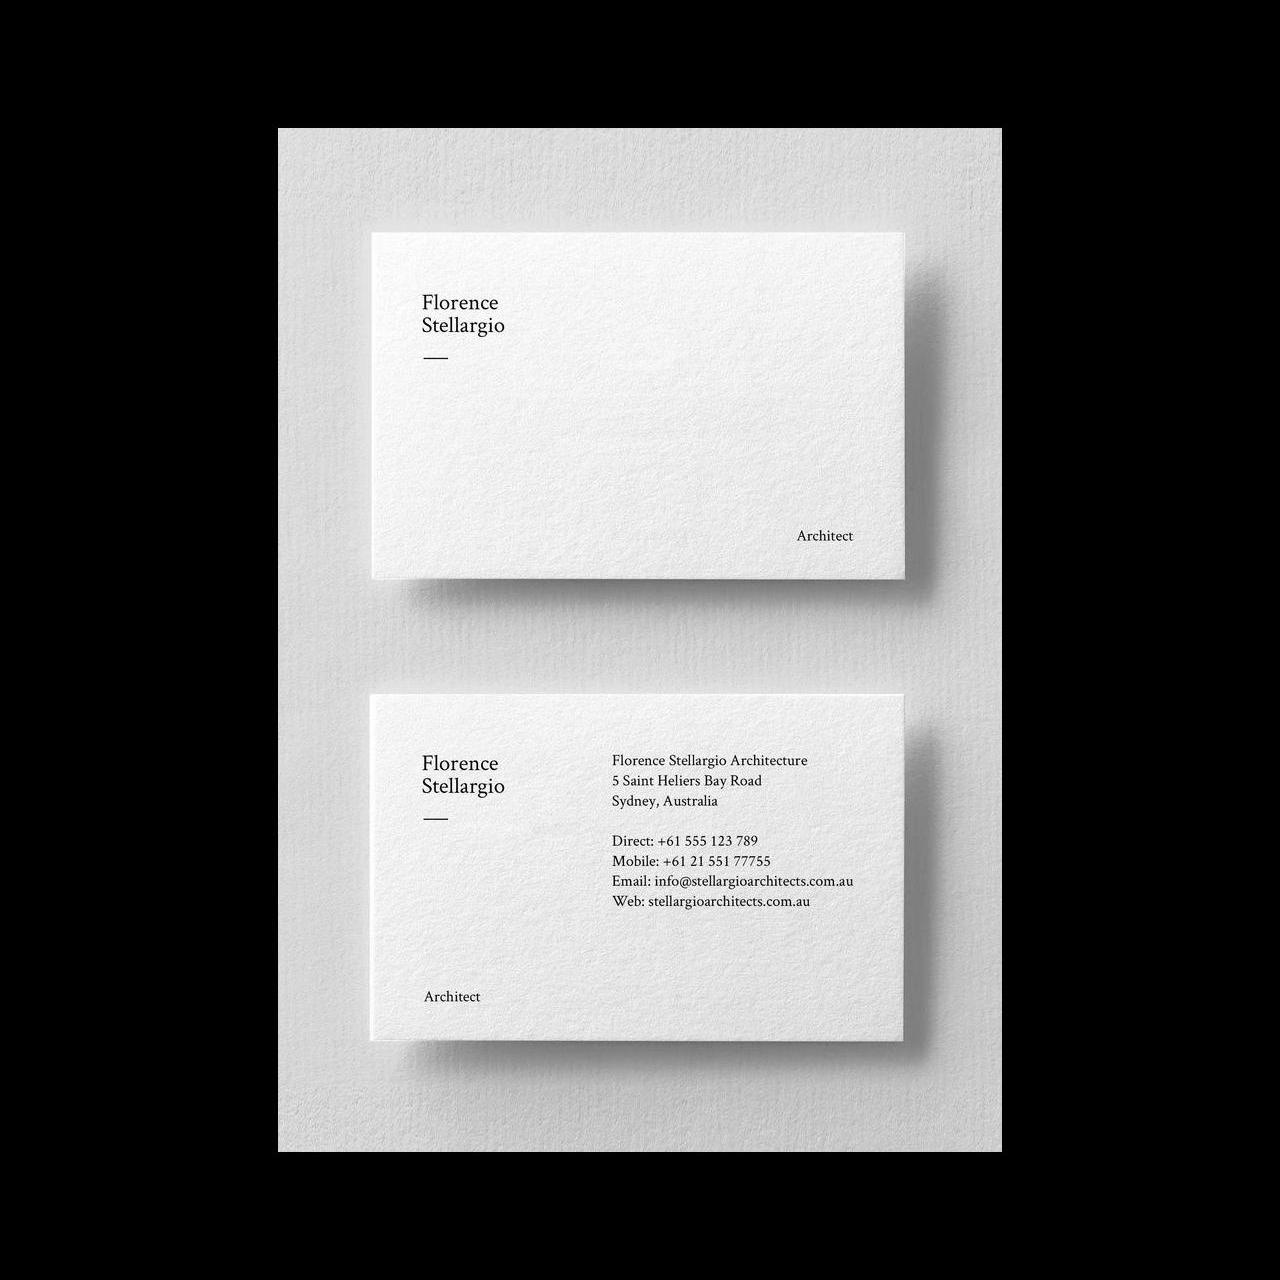 Florence
Stellargio
Architect
Florence
Stellargio
Florence Stellargio Architecture
5 Saint Heliers Bay Road
Sydney, Australia
Direct: +61 555 123 789
Mobile: +61 21 551 77755
Email: info@stellargioarchitects.com.au
Web: stellargioarchitects.com.au
Architect